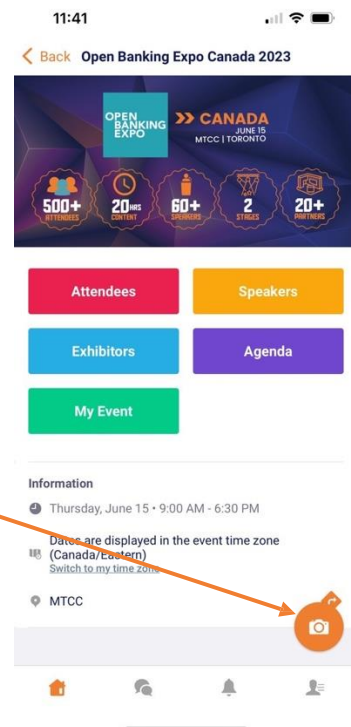 11:41
Back Open Banking Expo Canada 2023
OPEN
BANKING
EXPO
CANADA
JUNE 15
MTCC | TORONTO
500+
ATTENDEES
20HRS
CONTENT
60+
SPEAKERS
2
STAGES
20+
PARTNERS
Attendees
Speakers
Exhibitors
Agenda
My Event
Information
Thursday, June 15 • 9:00 AM - 6:30 PM
Dates are displayed in the event time zone
(Canada/Eastern)
Switch to my time zone
MTCC